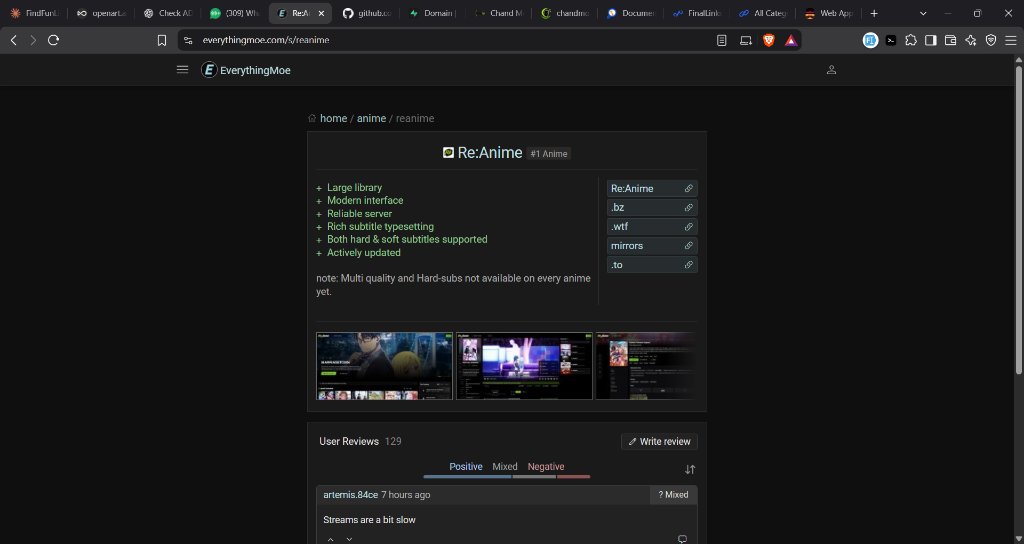 FindFunL
openart.a
Check AD
(309) Wh
Re:A
github.co
Domain
Chand M
chandmo
Documen
FinalLink
All Categ
Web App
everythingmoe.com/s/reanime
EverythingMoe
home / anime / reanime
Re:Anime #1 Anime
+ Large library
+ Modern interface
+ Reliable server
+ Rich subtitle typesetting
+ Both hard & soft subtitles supported
+ Actively updated
note: Multi quality and Hard-subs not available on every anime
yet.
Re:Anime
.bz
.wtf
mirrors
.to
User Reviews 129
Write review
Positive Mixed Negative
artemis.84ce 7 hours ago
? Mixed
Streams are a bit slow